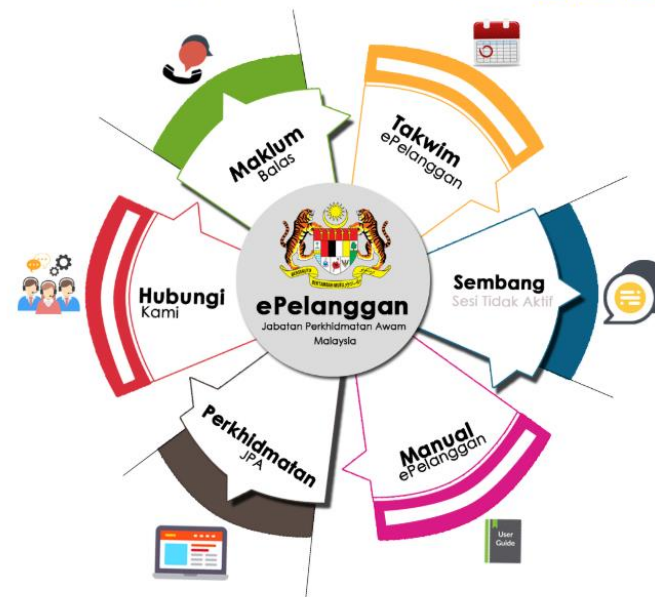 Maklum
Balas
Takwim
ePelanggan
Hubungi
Kami
ePelanggan
Jabatan Perkhidmatan Awam
Malaysia
Sembang
Sesi Tidak Aktif
Perkhidmatan
JPA
Manual
ePelanggan
User
Guide